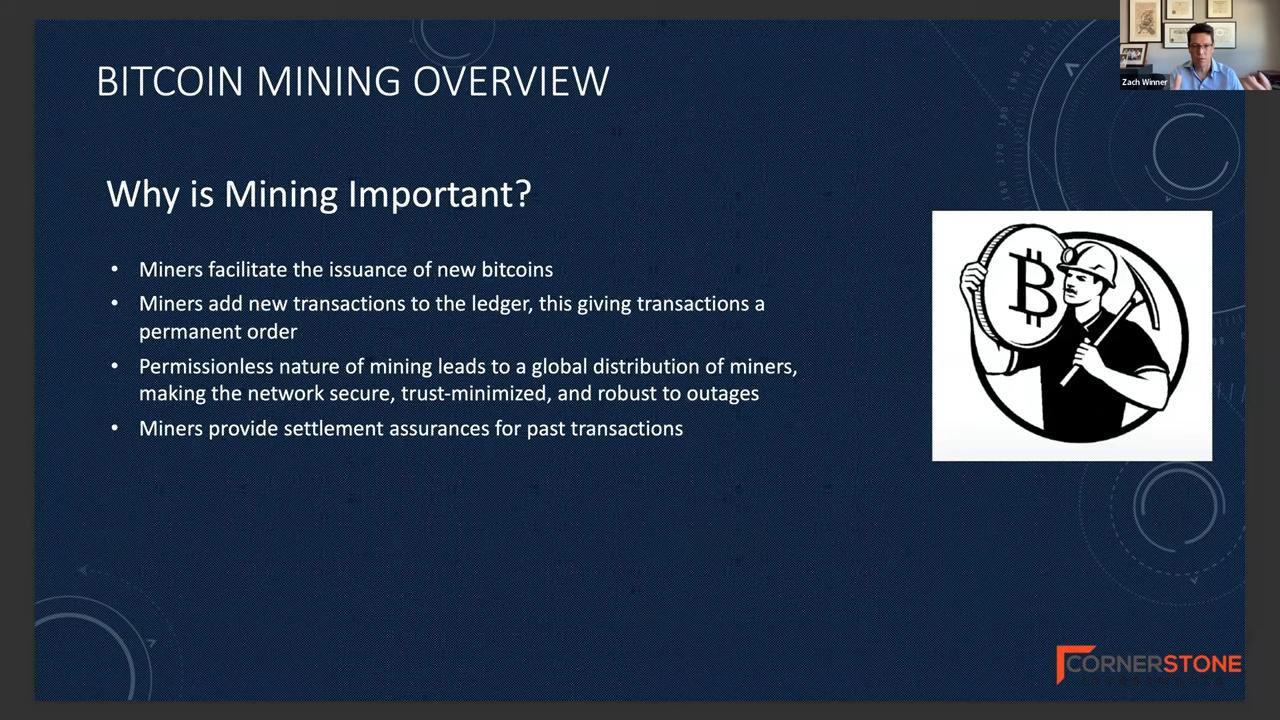 BITCOIN MINING OVERVIEW
Zach Winner
Why is Mining Important?
• Miners facilitate the issuance of new bitcoins
• Miners add new transactions to the ledger, this giving transactions a
permanent order
• Permissionless nature of mining leads to a global distribution of miners,
making the network secure, trust-minimized, and robust to outages
• Miners provide settlement assurances for past transactions
CORNERSTONE